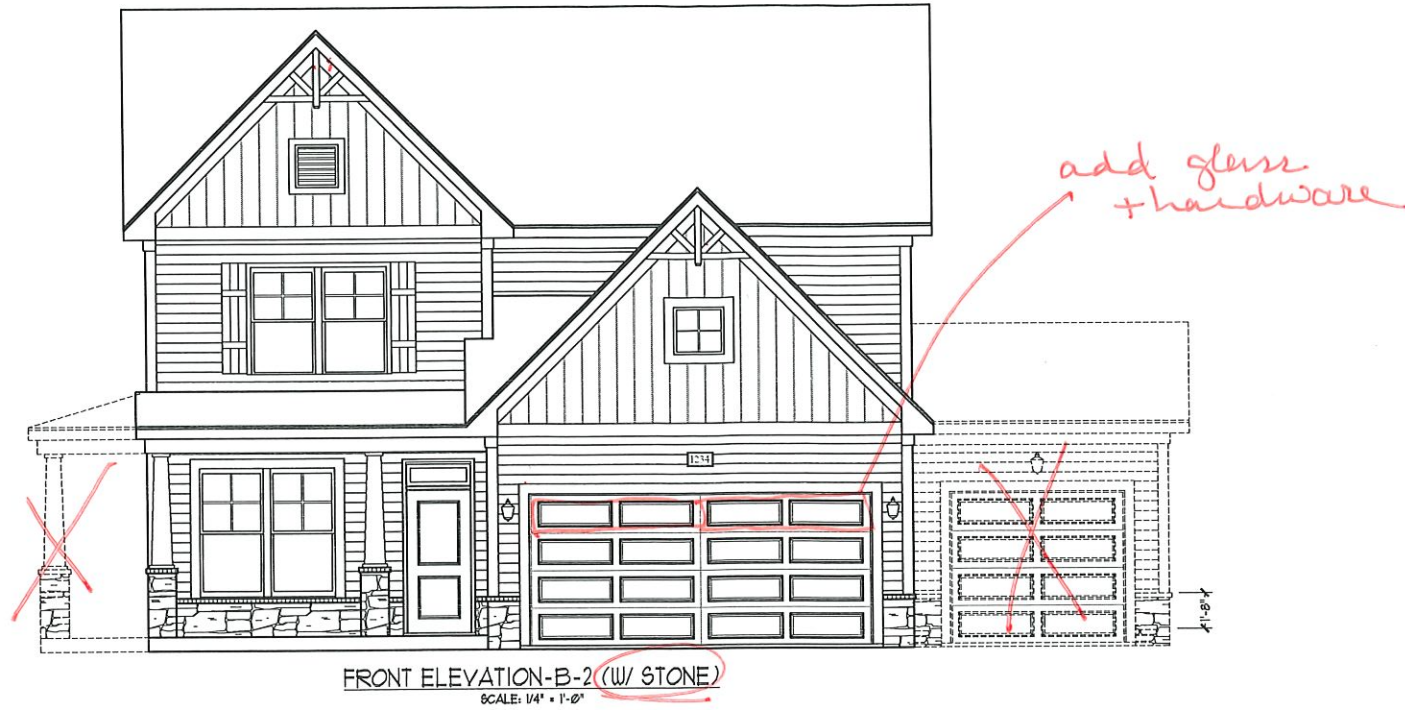 add glass
+ hardware
1234
1'-8"
FRONT ELEVATION-B-2 (W/ STONE)
SCALE: 1/4" = 1'-0"